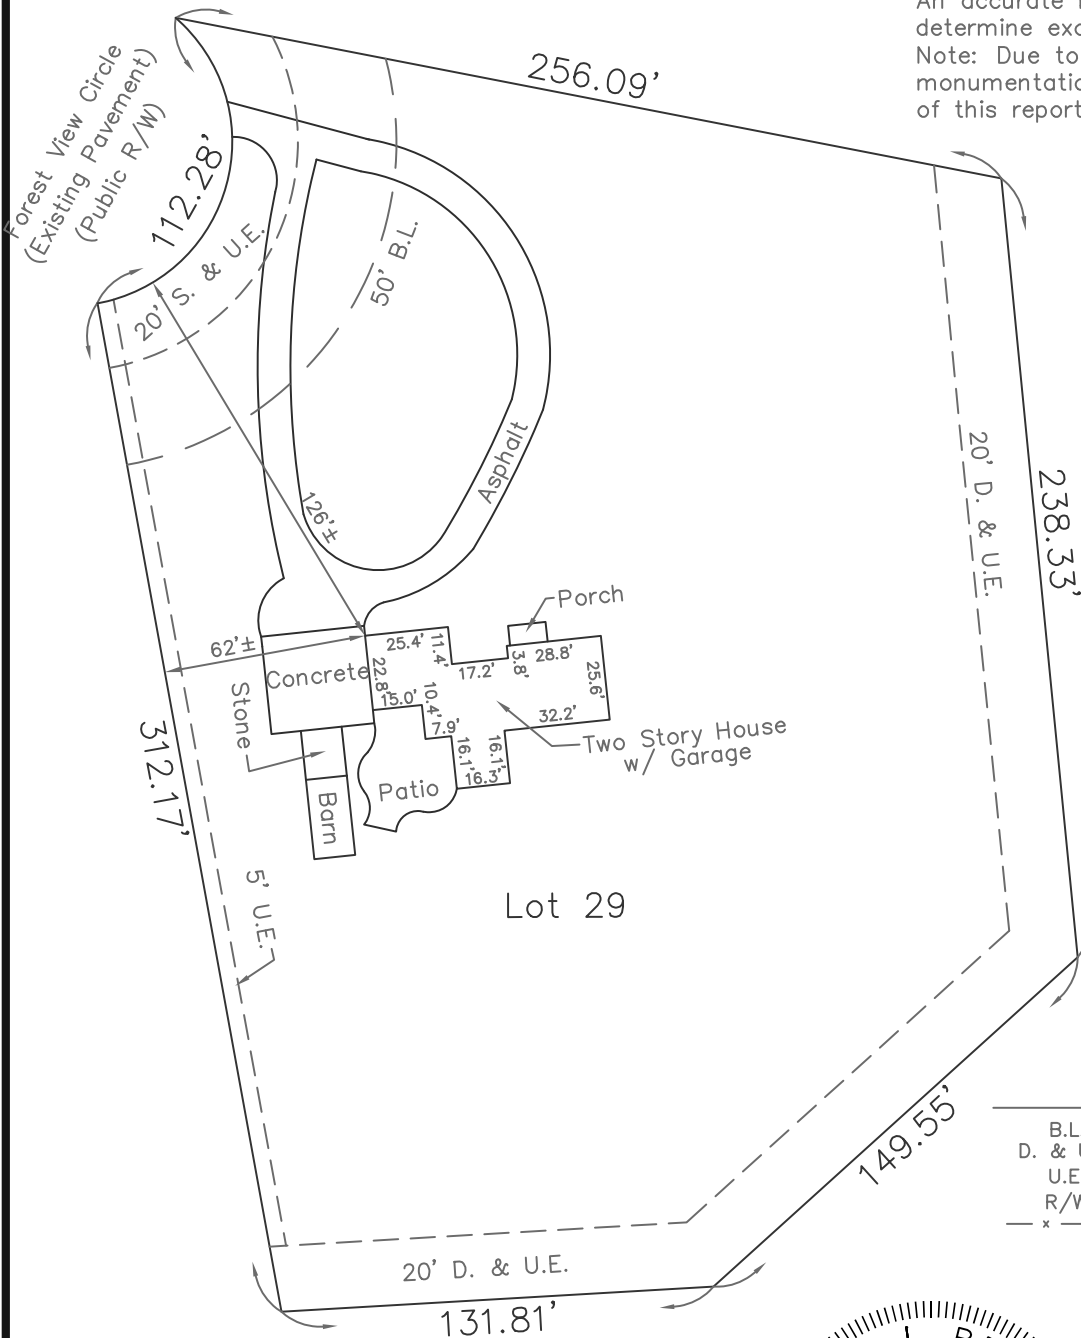 An accurate
determine exc
Note: Due to
monumentatio
of this report
256.09'
Forest View Circle
(Existing Pavement)
(Public R/W)
112.28'
20' S. & U.E.
50' B.L.
Asphalt
20' D. & U.E.
238.33'
126'±
Porch
62'±
25.4'
11.4'
17.2'
3.8'
28.8'
25.6'
Concrete
22.8'
15.0'
10.4'
7.9'
32.2'
Stone
16.1'
16.1'
16.3'
Two Story House
w/ Garage
Patio
Barn
312.17'
5' U.E.
Lot 29
149.55'
B.L
D. & U
U.E
R/W
x
20' D. & U.E.
131.81'